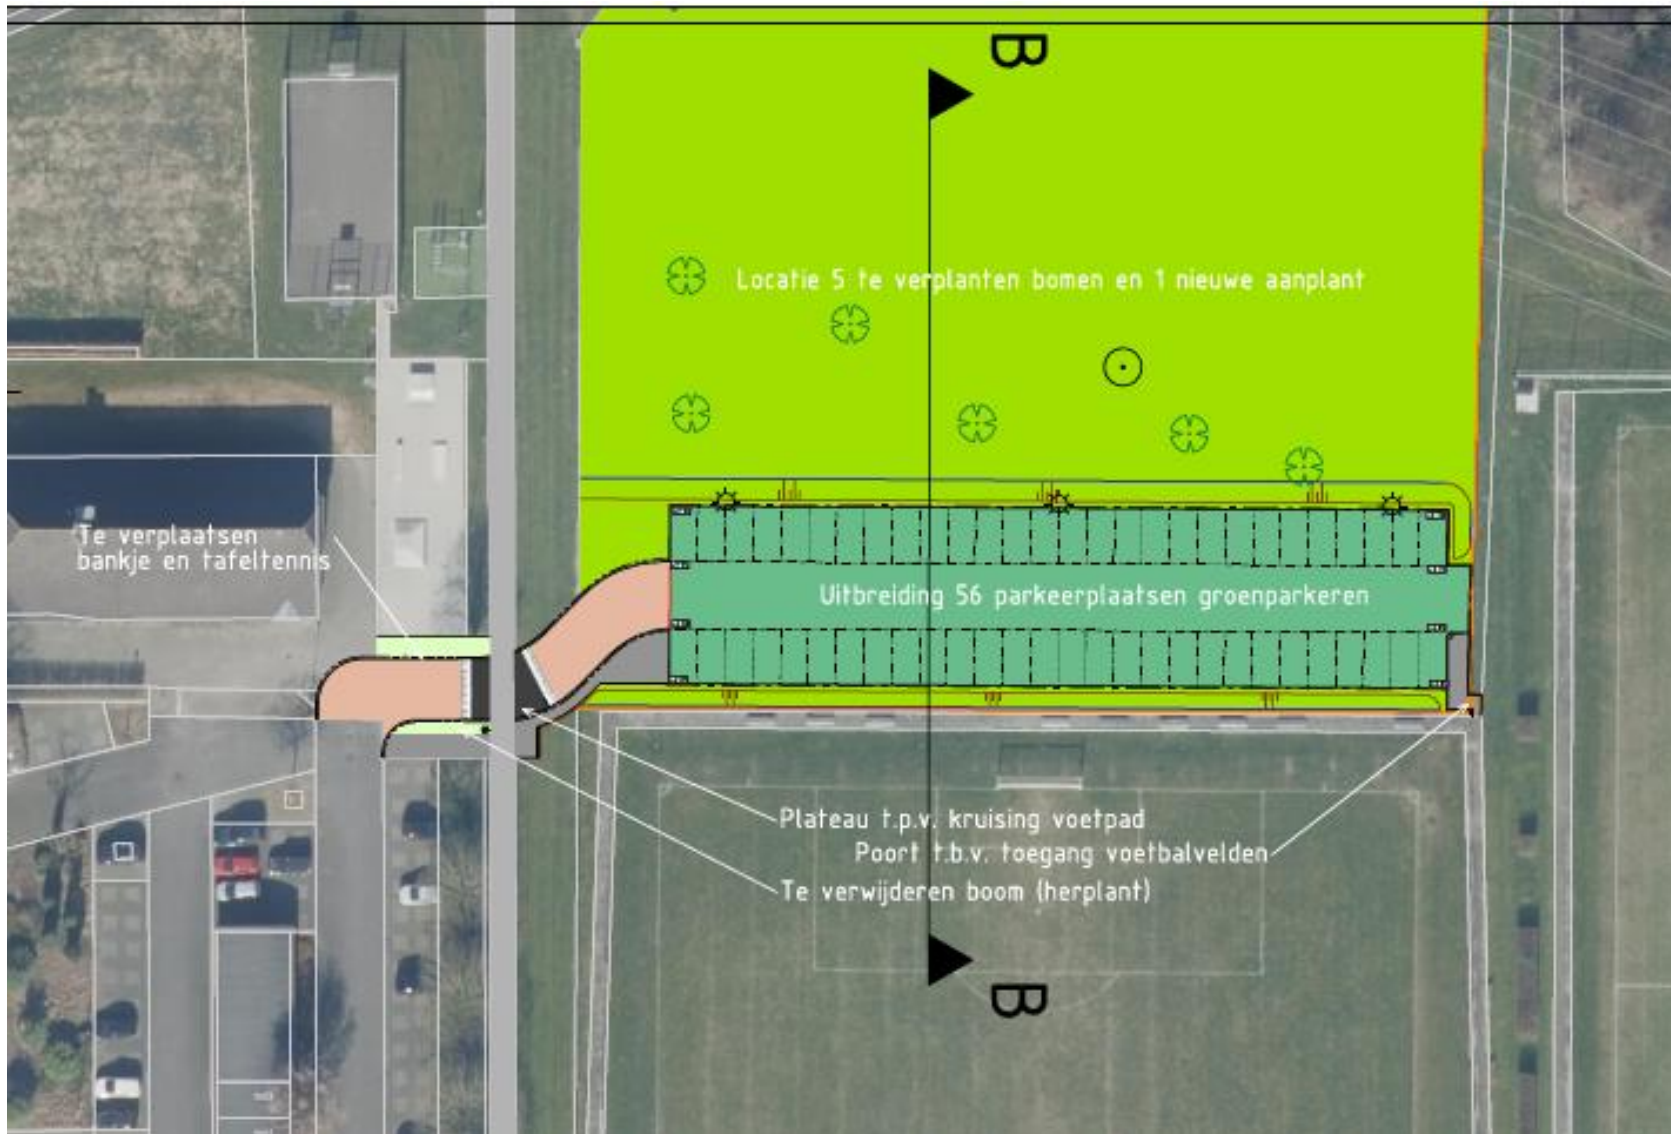 B
Locatie 5 te verplanten bomen en 1 nieuwe aanplant
Te verplaatsen
bankje en tafeltennis
Uitbreiding 56 parkeerplaatsen groenparkeren
Plateau t.p.v. kruising voetpad
Poort t.b.v. toegang voetbalvelden
Te verwijderen boom (herplant)
B